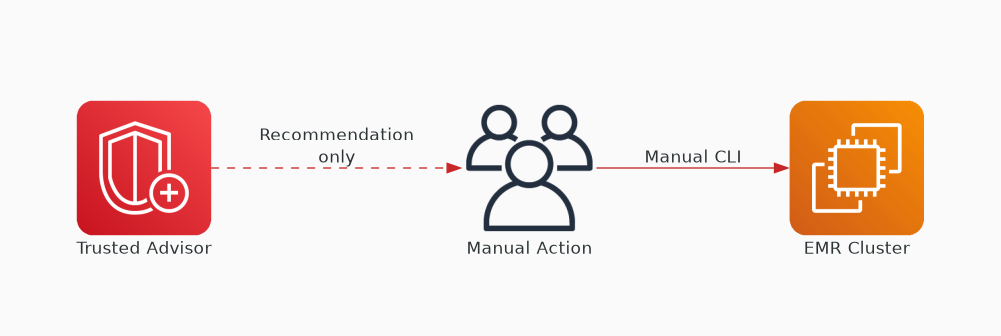 Recommendation
only
Manual CLI
Trusted Advisor
Manual Action
EMR Cluster